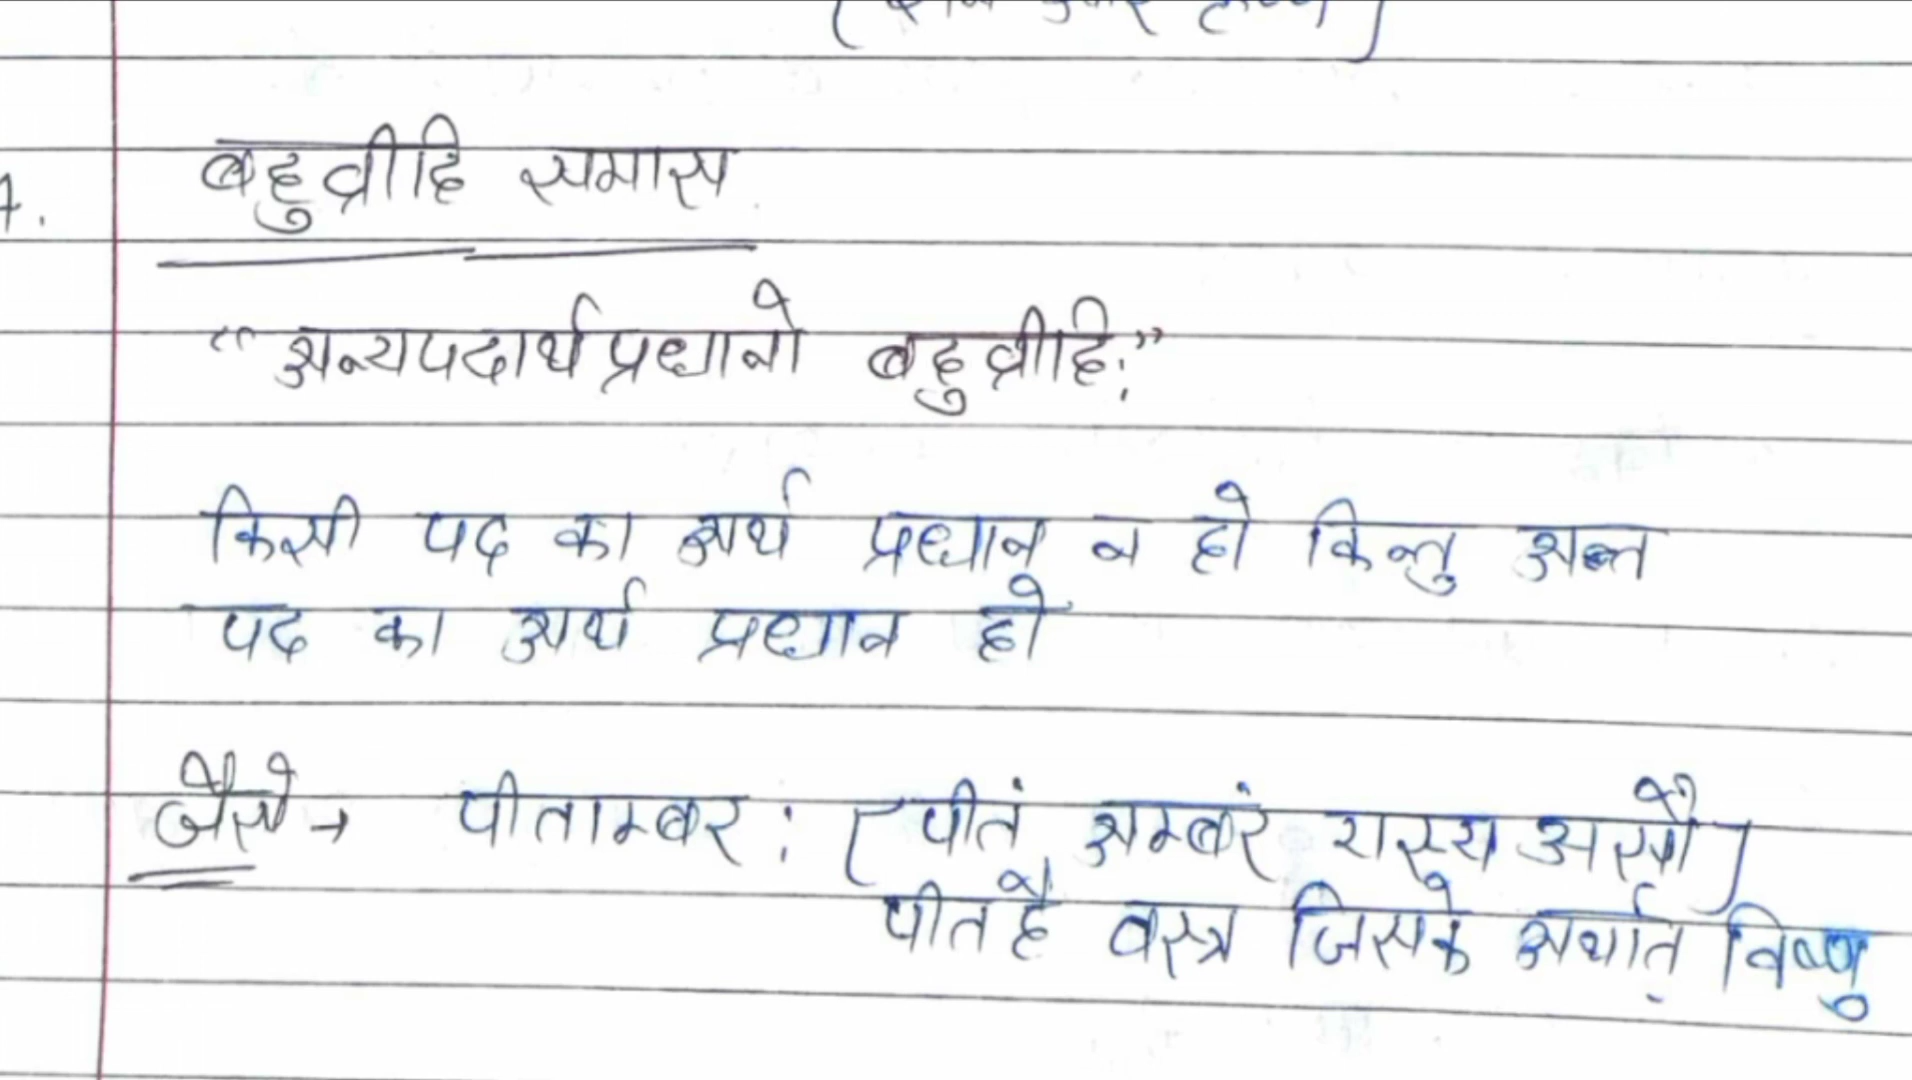 बहुव्रीहि समास
“अन्यपदार्थप्रधानो बहुव्रीहि:”
किसी पद का अर्थ प्रधान न हो किन्तु अन्त
पद का अर्थ प्रधान हो
जैसे → पीताम्बर : [पीतं अम्बरं यस्य असौ]
पीत है वस्त्र जिसके अर्थात् विष्णु